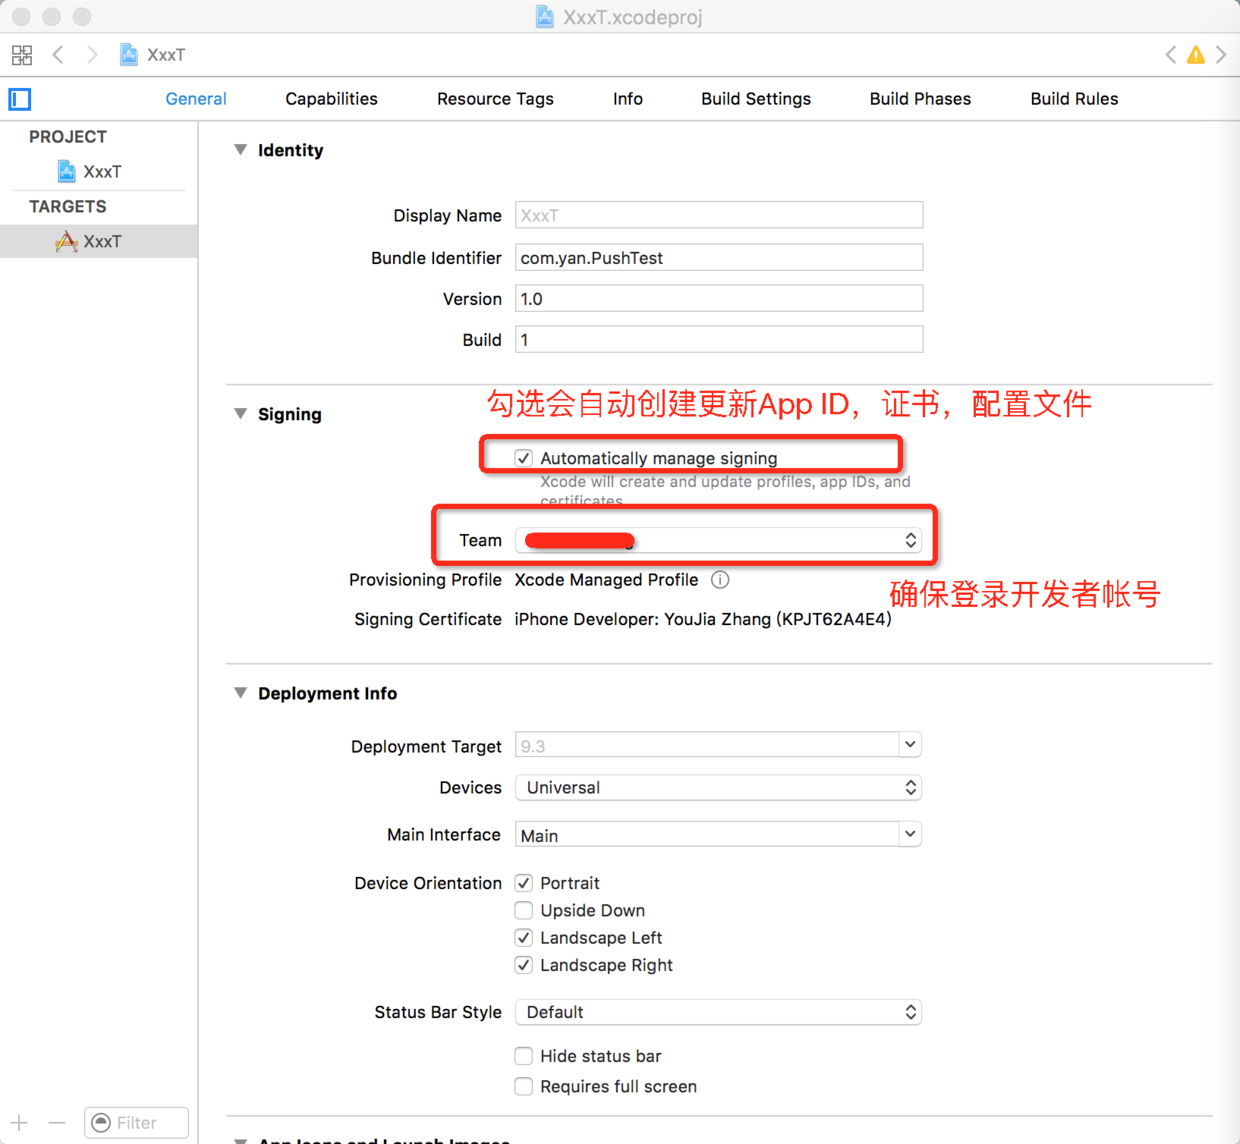 XxxT.xcodeproj
XxxT
General Capabilities Resource Tags Info Build Settings Build Phases Build Rules
PROJECT
XxxT
TARGETS
XxxT
Identity
Display Name XxxT
Bundle Identifier com.yan.PushTest
Version 1.0
Build 1
勾选会自动创建更新App ID，证书，配置文件
Signing
Automatically manage signing
Xcode will create and update profiles, app IDs, and
certificates.
Team
Provisioning Profile Xcode Managed Profile
确保登录开发者帐号
Signing Certificate iPhone Developer: YouJia Zhang (KPJT62A4E4)
Deployment Info
Deployment Target 9.3
Devices Universal
Main Interface Main
Device Orientation Portrait
Upside Down
Landscape Left
Landscape Right
Status Bar Style Default
Hide status bar
Requires full screen
Filter
App Icons and Launch Images